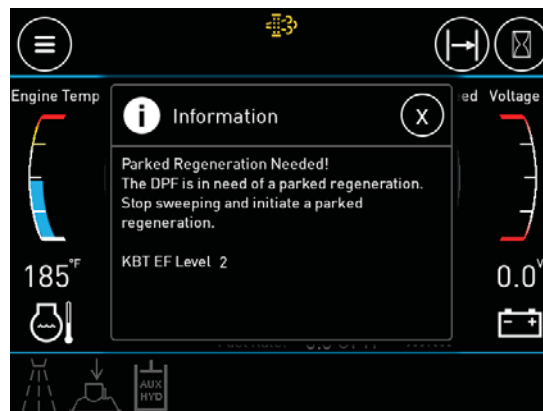 Engine Temp
ed
Voltage
i
Information
X
Parked Regeneration Needed!
The DPF is in need of a parked regeneration.
Stop sweeping and initiate a parked
regeneration.
KBT EF Level 2
185°F
0.0V
AUX
HYD